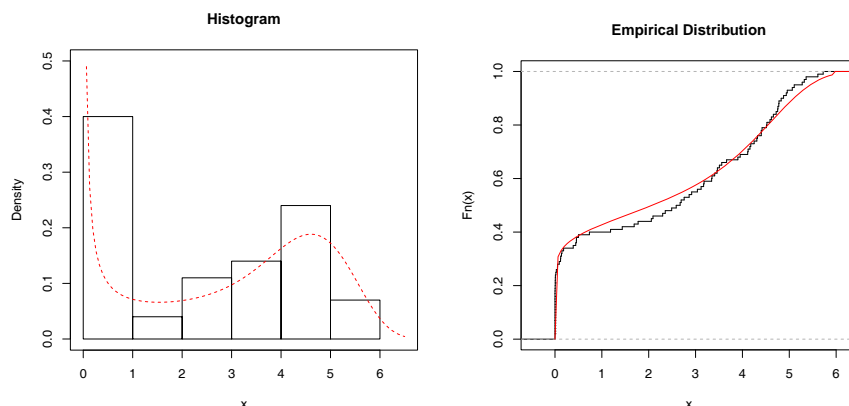 Histogram
Density
0.0 0.1 0.2 0.3 0.4 0.5
0 1 2 3 4 5 6
x
Empirical Distribution
Fn(x)
0.0 0.2 0.4 0.6 0.8 1.0
0 1 2 3 4 5 6
x